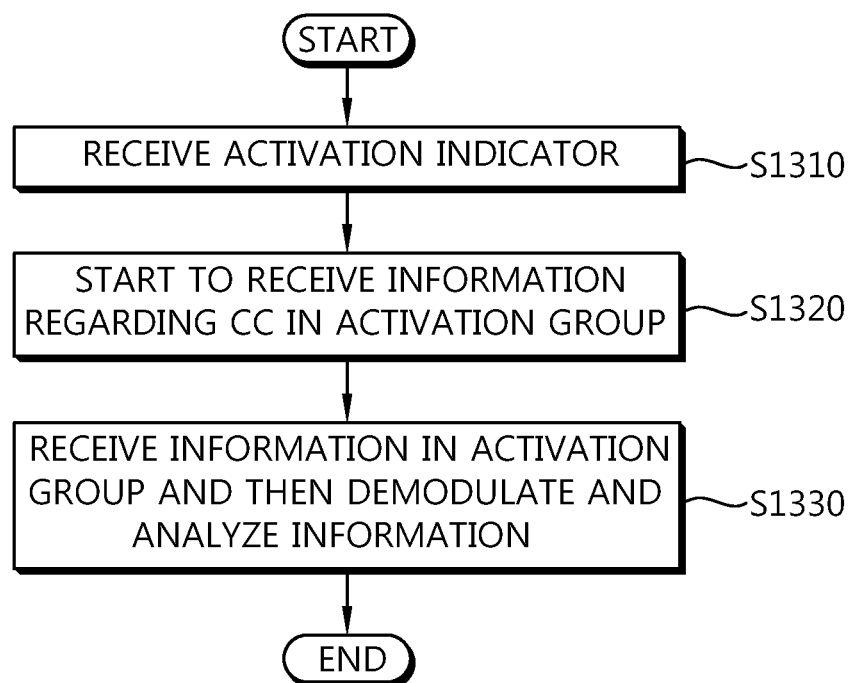 START
RECEIVE ACTIVATION INDICATOR
S1310
START TO RECEIVE INFORMATION
REGARDING CC IN ACTIVATION GROUP
S1320
RECEIVE INFORMATION IN ACTIVATION
GROUP AND THEN DEMODULATE AND
ANALYZE INFORMATION
S1330
END